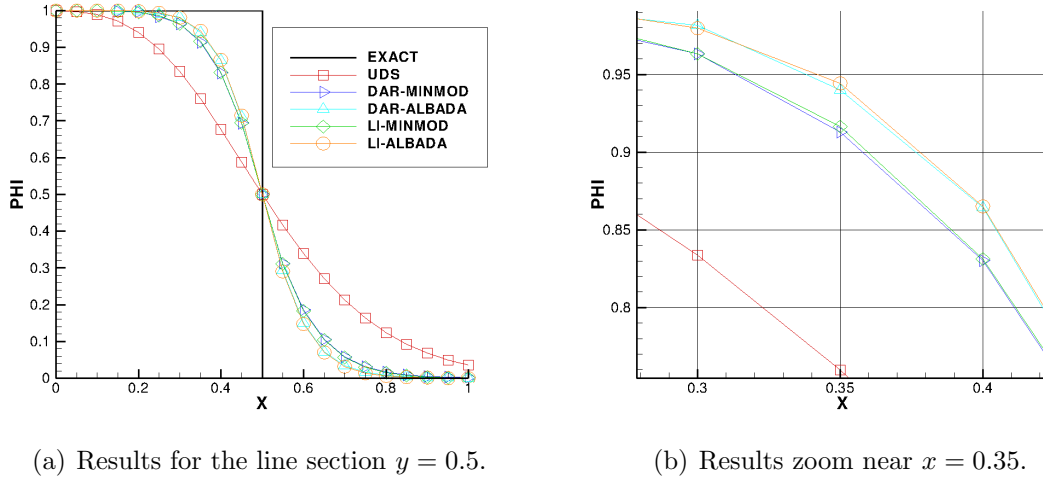 PHI
1
0.9
0.8
0.7
0.6
0.5
0.4
0.3
0.2
0.1
0
0 0.2 0.4 0.6 0.8 1
X
EXACT
UDS
DAR-MINMOD
DAR-ALBADA
LI-MINMOD
LI-ALBADA
(a) Results for the line section y = 0.5.
PHI
0.95
0.9
0.85
0.8
0.3 0.35 0.4
X
(b) Results zoom near x = 0.35.